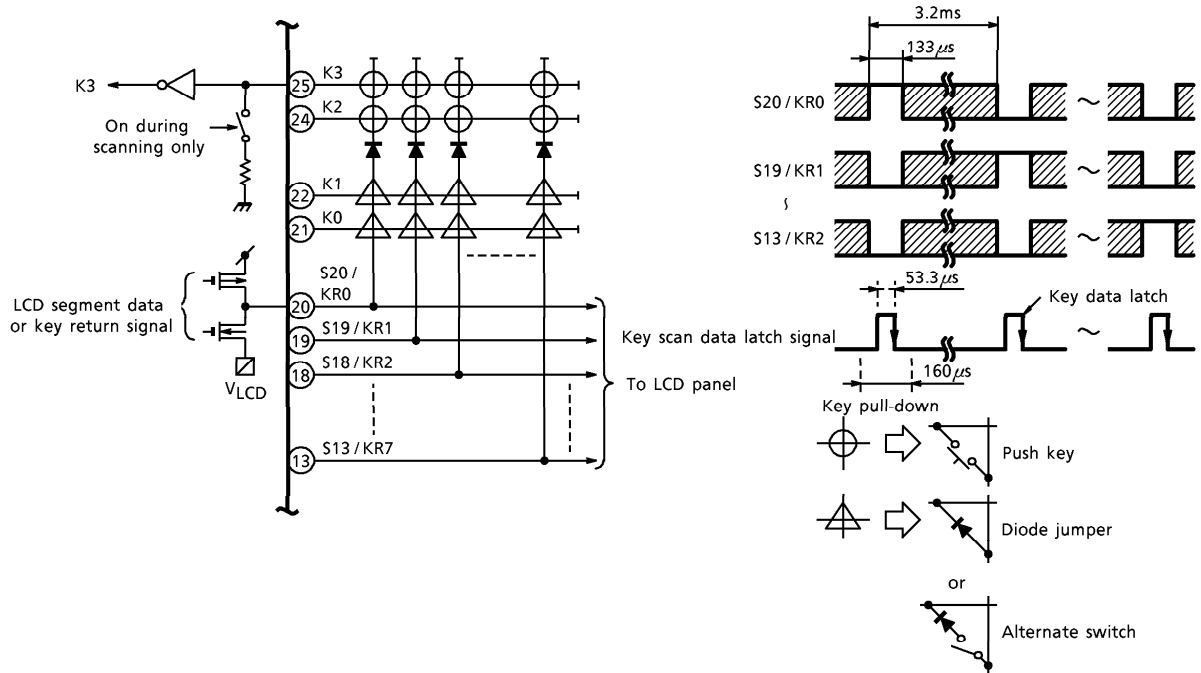 K3
On during
scanning only
LCD segment data
or key return signal
VLCD
25 K3
24 K2
22 K1
21 K0
S20 /
20 KR0
19 S19 / KR1
18 S18 / KR2
13 S13 / KR7
To LCD panel
3.2ms
133μs
S20 / KR0
~
S19 / KR1
~
S13 / KR2
~
53.3μs
Key data latch
Key scan data latch signal
~
160μs
Key pull-down
Push key
Diode jumper
or
Alternate switch